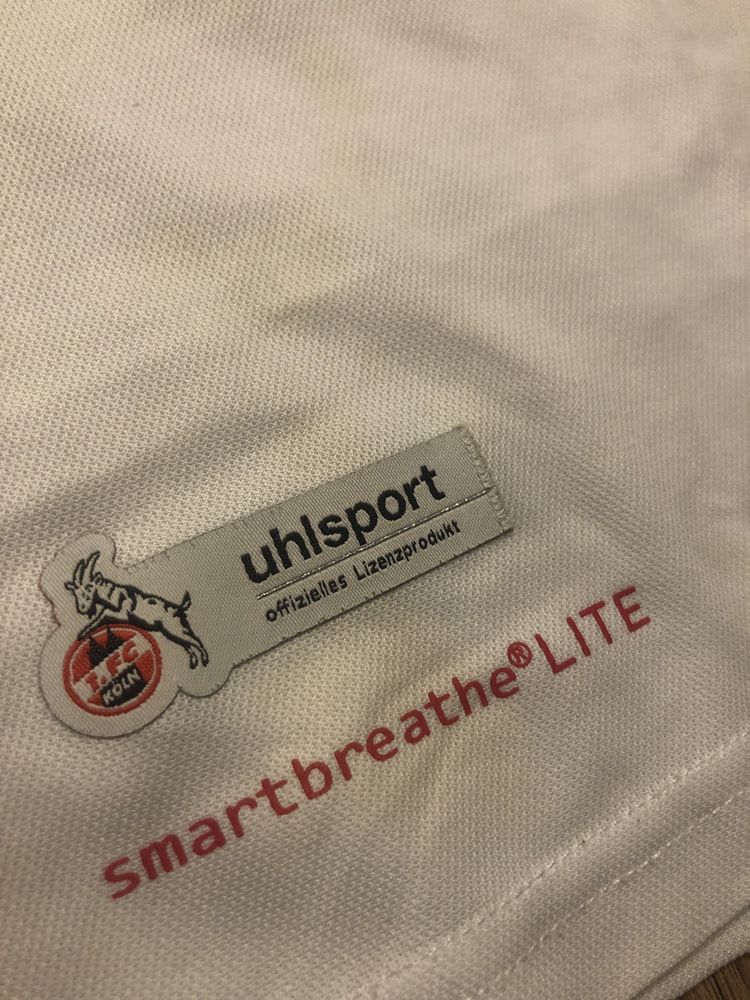 uhlsport
offizielles Lizenzprodukt
1.FC
KÖLN
smartbreathe® LITE